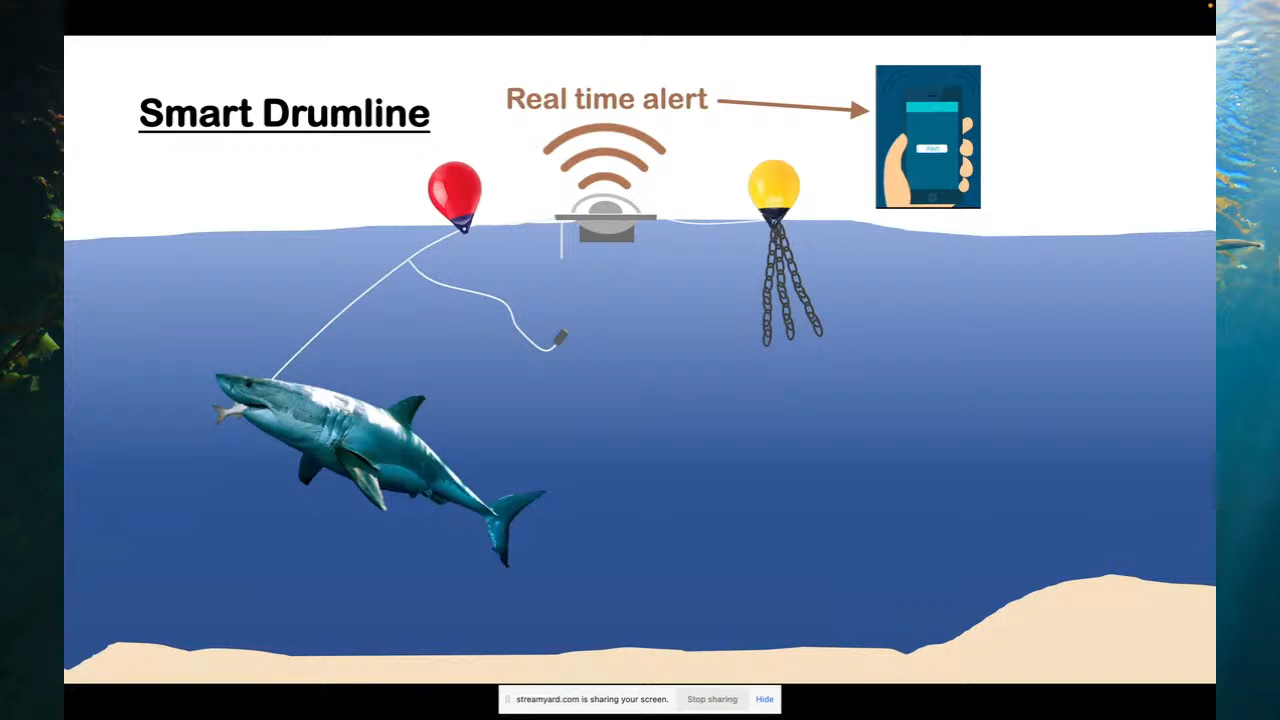 Smart Drumline
Real time alert
streamyard.com is sharing your screen.
Stop sharing
Hide